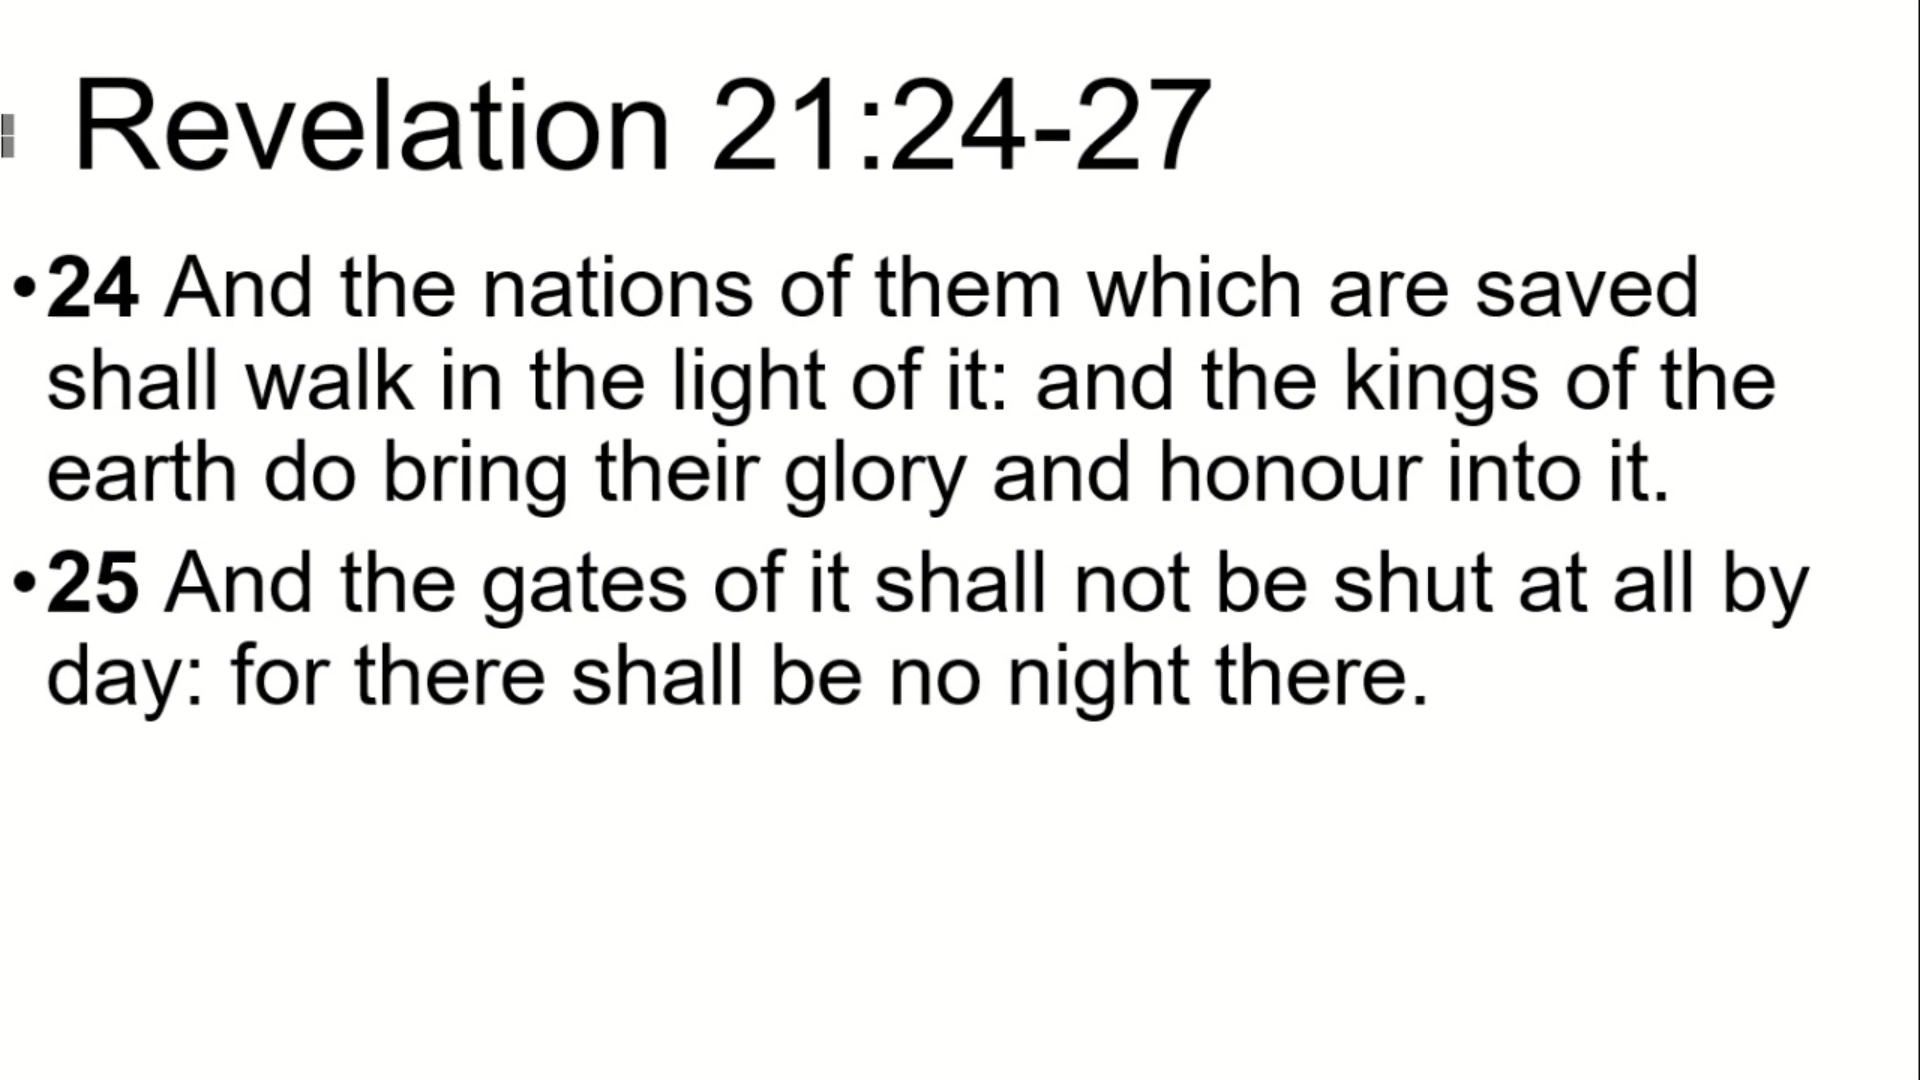 Revelation 21:24-27
•24 And the nations of them which are saved
shall walk in the light of it: and the kings of the
earth do bring their glory and honour into it.
•25 And the gates of it shall not be shut at all by
day: for there shall be no night there.